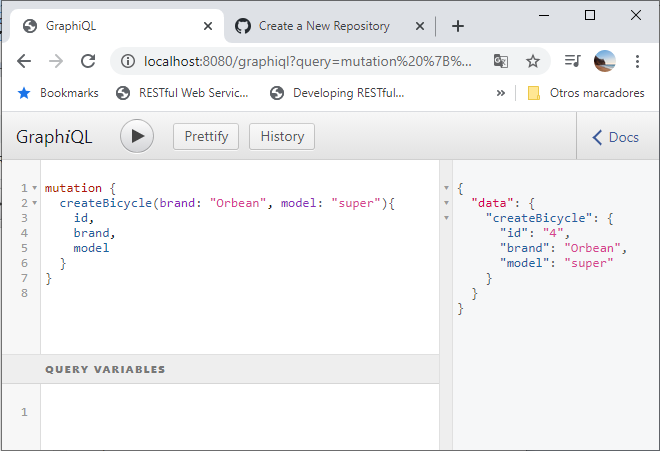 GraphiQL
Create a New Repository
localhost:8080/graphiql?query=mutation%20%7B%...
Bookmarks
RESTful Web Servic...
Developing RESTful...
»
Otros marcadores
GraphiQL
Prettify
History
Docs
1 mutation {
2 createBicycle(brand: "Orbean", model: "super"){
3 id,
4 brand,
5 model
6 }
7 }
8
{
"data": {
"createBicycle": {
"id": "4",
"brand": "Orbean",
"model": "super"
}
}
}
QUERY VARIABLES
1